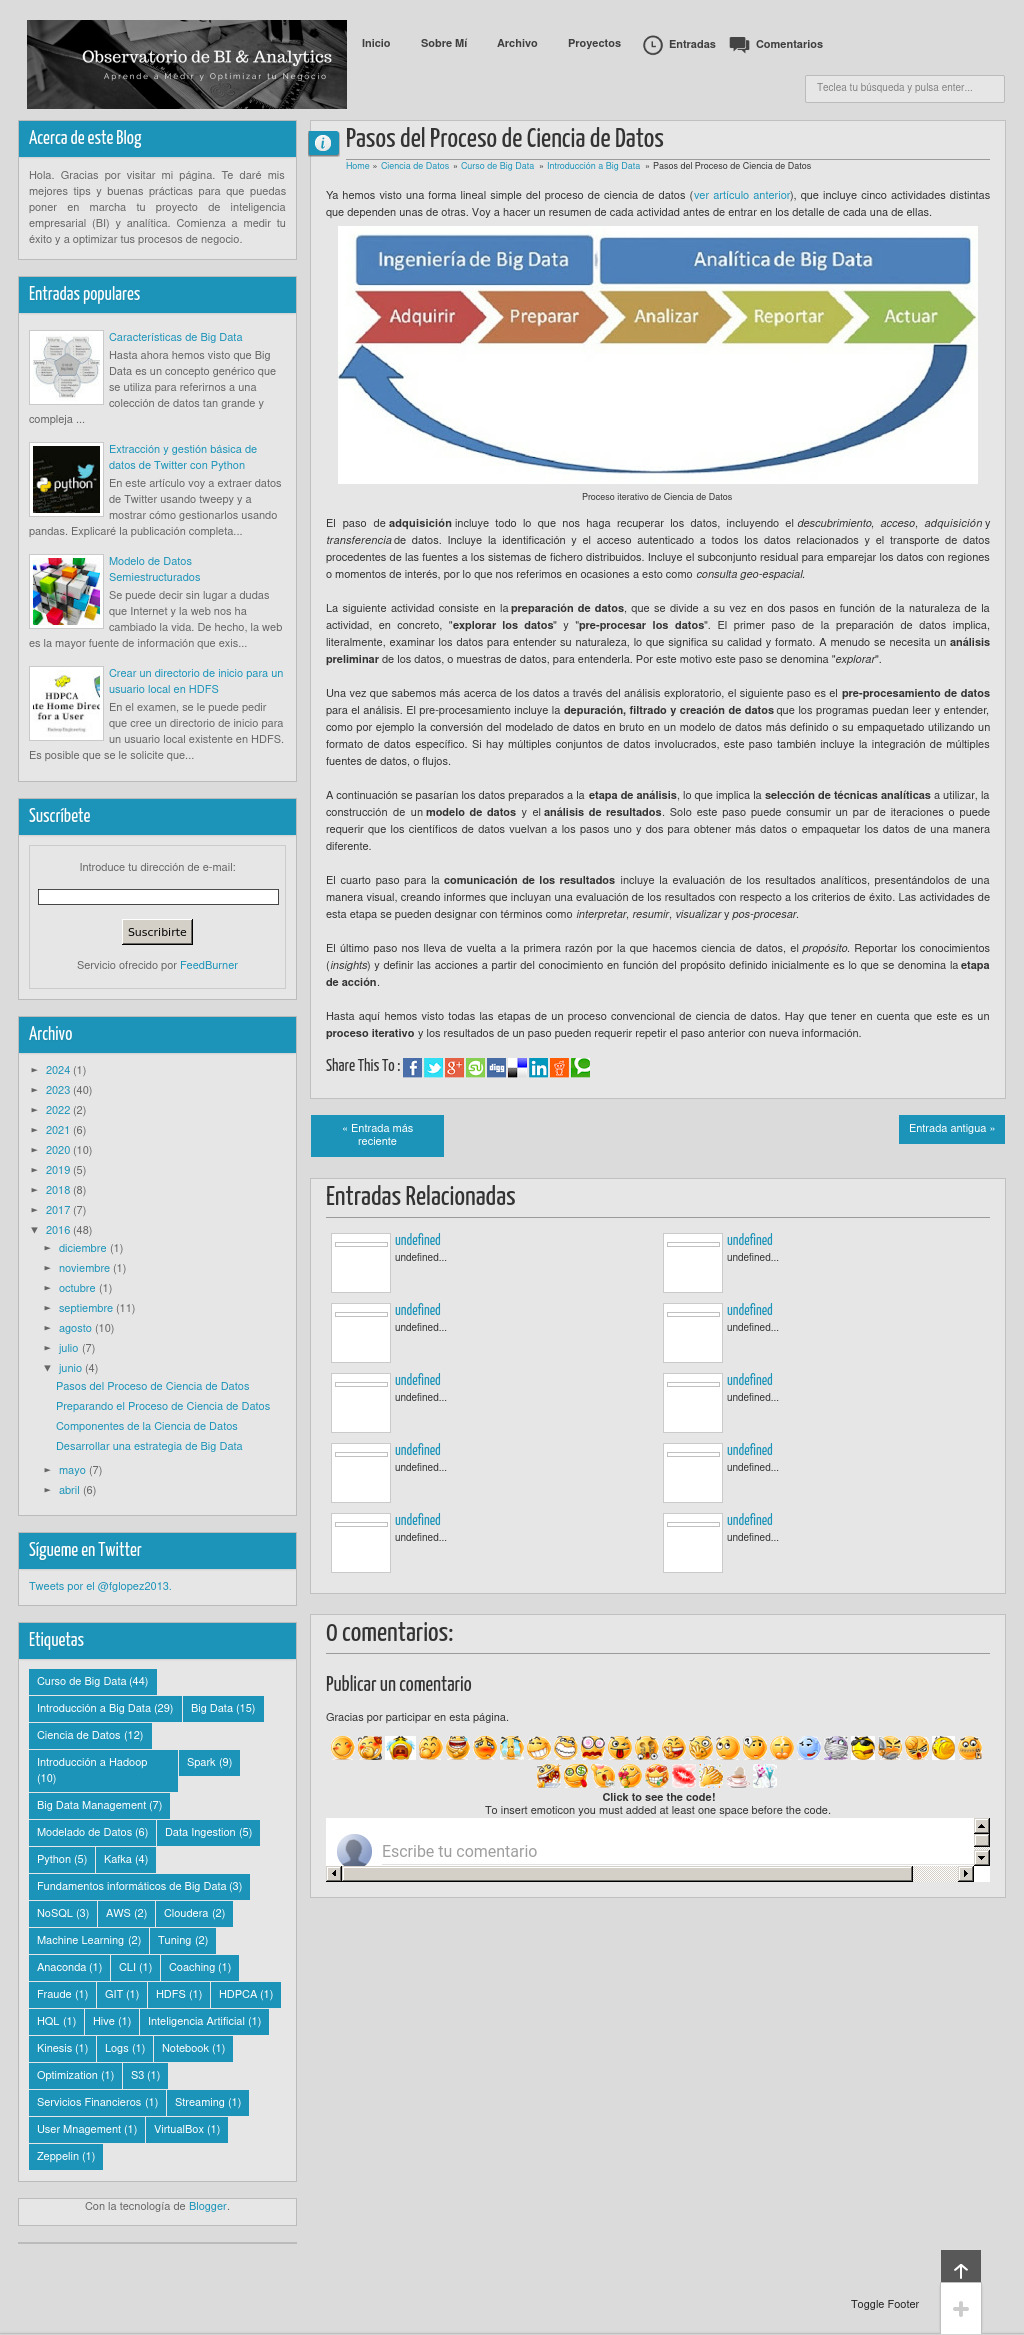 Observatorio de BI & Analytics
Aprende a Medir y Optimizar tu Negocio
Inicio
Sobre Mí
Archivo
Proyectos
Entradas
Comentarios
Teclea tu búsqueda y pulsa enter...
Acerca de este Blog
Hola. Gracias por visitar mi página. Te daré mis
mejores tips y buenas prácticas para que puedas
poner en marcha tu proyecto de inteligencia
empresarial (BI) y analítica. Comienza a medir tu
éxito y a optimizar tus procesos de negocio.
Entradas populares
Características de Big Data
Hasta ahora hemos visto que Big
Data es un concepto genérico que
se utiliza para referirnos a una
colección de datos tan grande y
compleja ...
python
Extracción y gestión básica de
datos de Twitter con Python
En este artículo voy a extraer datos
de Twitter usando tweepy y a
mostrar cómo gestionarlos usando
pandas. Explicaré la publicación completa...
Modelo de Datos
Semiestructurados
Se puede decir sin lugar a dudas
que Internet y la web nos ha
cambiado la vida. De hecho, la web
es la mayor fuente de información que exis...
HDPCA
te Home Direc
for a User
Crear un directorio de inicio para un
usuario local en HDFS
En el examen, se le puede pedir
que cree un directorio de inicio para
un usuario local existente en HDFS.
Es posible que se le solicite que...
Suscríbete
Introduce tu dirección de e-mail:
Suscribirte
Servicio ofrecido por FeedBurner
Archivo
► 2024 (1)
► 2023 (40)
► 2022 (2)
► 2021 (6)
► 2020 (10)
► 2019 (5)
► 2018 (8)
► 2017 (7)
▼ 2016 (48)
► diciembre (1)
► noviembre (1)
► octubre (1)
► septiembre (11)
► agosto (10)
► julio (7)
▼ junio (4)
Pasos del Proceso de Ciencia de Datos
Preparando el Proceso de Ciencia de Datos
Componentes de la Ciencia de Datos
Desarrollar una estrategia de Big Data
► mayo (7)
► abril (6)
Sígueme en Twitter
Tweets por el @fglopez2013.
Etiquetas
Curso de Big Data (44)
Introducción a Big Data (29) Big Data (15)
Ciencia de Datos (12)
Introducción a Hadoop
(10)
Spark (9)
Big Data Management (7)
Modelado de Datos (6) Data Ingestion (5)
Python (5) Kafka (4)
Fundamentos informáticos de Big Data (3)
NoSQL (3) AWS (2) Cloudera (2)
Machine Learning (2) Tuning (2)
Anaconda (1) CLI (1) Coaching (1)
Fraude (1) GIT (1) HDFS (1) HDPCA (1)
HQL (1) Hive (1) Inteligencia Artificial (1)
Kinesis (1) Logs (1) Notebook (1)
Optimization (1) S3 (1)
Servicios Financieros (1) Streaming (1)
User Mnagement (1) VirtualBox (1)
Zeppelin (1)
Con la tecnología de Blogger.
Pasos del Proceso de Ciencia de Datos
Home » Ciencia de Datos » Curso de Big Data » Introducción a Big Data » Pasos del Proceso de Ciencia de Datos
Ya hemos visto una forma lineal simple del proceso de ciencia de datos (ver artículo anterior), que incluye cinco actividades distintas
que dependen unas de otras. Voy a hacer un resumen de cada actividad antes de entrar en los detalle de cada una de ellas.
Ingeniería de Big Data
Analítica de Big Data
Adquirir
Preparar
Analizar
Reportar
Actuar
Proceso iterativo de Ciencia de Datos
El paso de adquisición incluye todo lo que nos haga recuperar los datos, incluyendo el descubrimiento, acceso, adquisición y
transferencia de datos. Incluye la identificación y el acceso autenticado a todos los datos relacionados y el transporte de datos
procedentes de las fuentes a los sistemas de fichero distribuidos. Incluye el subconjunto residual para emparejar los datos con regiones
o momentos de interés, por lo que nos referimos en ocasiones a esto como consulta geo-espacial.
La siguiente actividad consiste en la preparación de datos, que se divide a su vez en dos pasos en función de la naturaleza de la
actividad, en concreto, "explorar los datos" y "pre-procesar los datos". El primer paso de la preparación de datos implica,
literalmente, examinar los datos para entender su naturaleza, lo que significa su calidad y formato. A menudo se necesita un análisis
preliminar de los datos, o muestras de datos, para entenderla. Por este motivo este paso se denomina "explorar".
Una vez que sabemos más acerca de los datos a través del análisis exploratorio, el siguiente paso es el pre-procesamiento de datos
para el análisis. El pre-procesamiento incluye la depuración, filtrado y creación de datos que los programas puedan leer y entender,
como por ejemplo la conversión del modelado de datos en bruto en un modelo de datos más definido o su empaquetado utilizando un
formato de datos específico. Si hay múltiples conjuntos de datos involucrados, este paso también incluye la integración de múltiples
fuentes de datos, o flujos.
A continuación se pasarían los datos preparados a la etapa de análisis, lo que implica la selección de técnicas analíticas a utilizar, la
construcción de un modelo de datos y el análisis de resultados. Solo este paso puede consumir un par de iteraciones o puede
requerir que los científicos de datos vuelvan a los pasos uno y dos para obtener más datos o empaquetar los datos de una manera
diferente.
El cuarto paso para la comunicación de los resultados incluye la evaluación de los resultados analíticos, presentándolos de una
manera visual, creando informes que incluyan una evaluación de los resultados con respecto a los criterios de éxito. Las actividades de
esta etapa se pueden designar con términos como interpretar, resumir, visualizar y pos-procesar.
El último paso nos lleva de vuelta a la primera razón por la que hacemos ciencia de datos, el propósito. Reportar los conocimientos
(insights) y definir las acciones a partir del conocimiento en función del propósito definido inicialmente es lo que se denomina la etapa
de acción.
Hasta aquí hemos visto todas las etapas de un proceso convencional de ciencia de datos. Hay que tener en cuenta que este es un
proceso iterativo y los resultados de un paso pueden requerir repetir el paso anterior con nueva información.
Share This To :
« Entrada más
reciente
Entrada antigua »
Entradas Relacionadas
undefined
undefined...
undefined
undefined...
undefined
undefined...
undefined
undefined...
undefined
undefined...
undefined
undefined...
undefined
undefined...
undefined
undefined...
undefined
undefined...
undefined
undefined...
0 comentarios:
Publicar un comentario
Gracias por participar en esta página.
Click to see the code!
To insert emoticon you must added at least one space before the code.
Escribe tu comentario
Toggle Footer